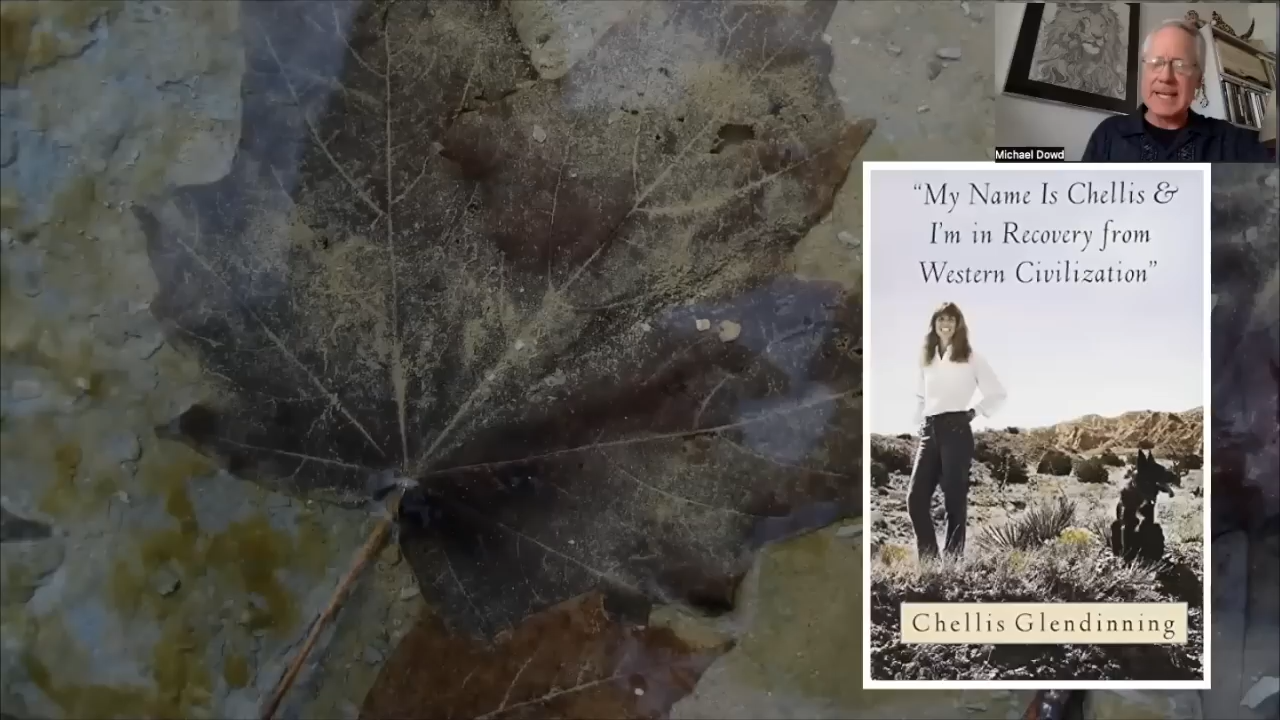 Michael Dowd
“My Name Is Chellis &
I'm in Recovery from
Western Civilization”
Chellis Glendinning